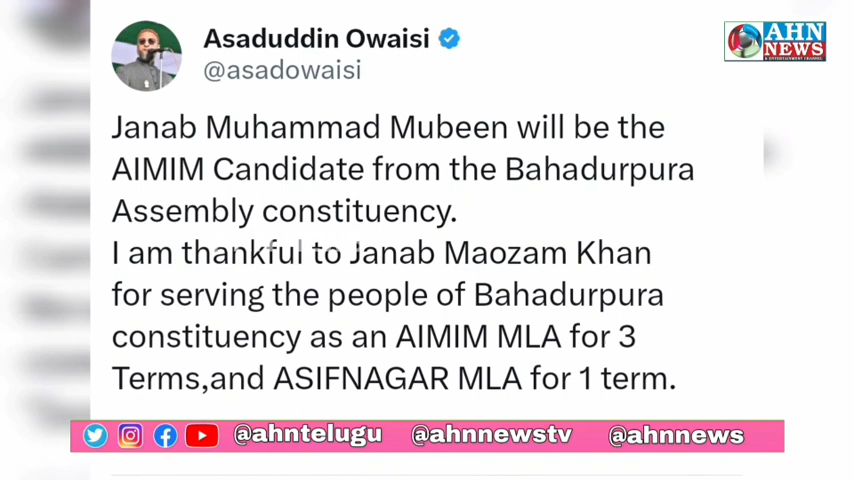 Asaduddin Owaisi
@asadowaisi
AHN
NEWS
& ENTERTAINMENT CHANNEL
Janab Muhammad Mubeen will be the
AIMIM Candidate from the Bahadurpura
Assembly constituency.
I am thankful to Janab Maozam Khan
for serving the people of Bahadurpura
constituency as an AIMIM MLA for 3
Terms,and ASIFNAGAR MLA for 1 term.
@ahntelugu @ahnnewstv @ahnnews